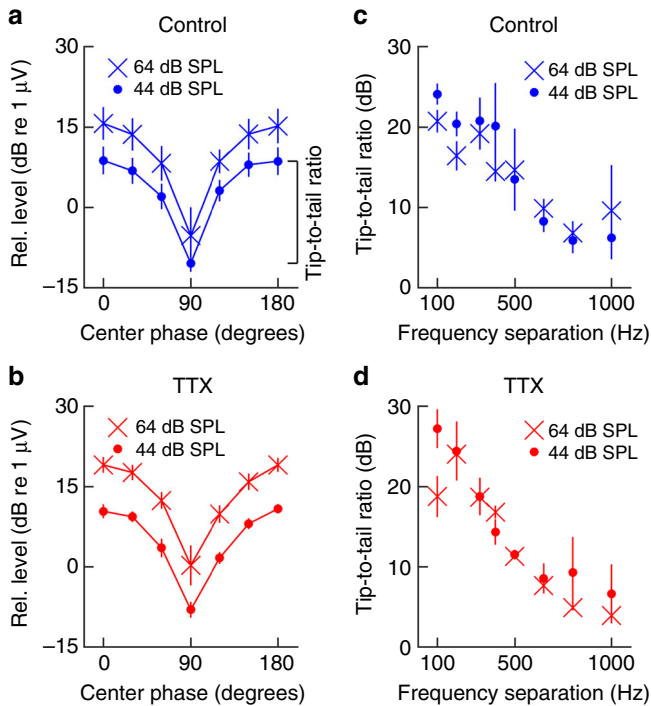 a
Control
30
15
0
−15
Rel. level (dB re 1 μV)
64 dB SPL
44 dB SPL
Tip-to-tail ratio
0
90
180
Center phase (degrees)
c
Control
30
20
10
0
Tip-to-tail ratio (dB)
64 dB SPL
44 dB SPL
100
500
1000
Frequency separation (Hz)
b
TTX
30
15
0
−15
Rel. level (dB re 1 μV)
64 dB SPL
44 dB SPL
0
90
180
Center phase (degrees)
d
TTX
30
20
10
0
Tip-to-tail ratio (dB)
64 dB SPL
44 dB SPL
100
500
1000
Frequency separation (Hz)